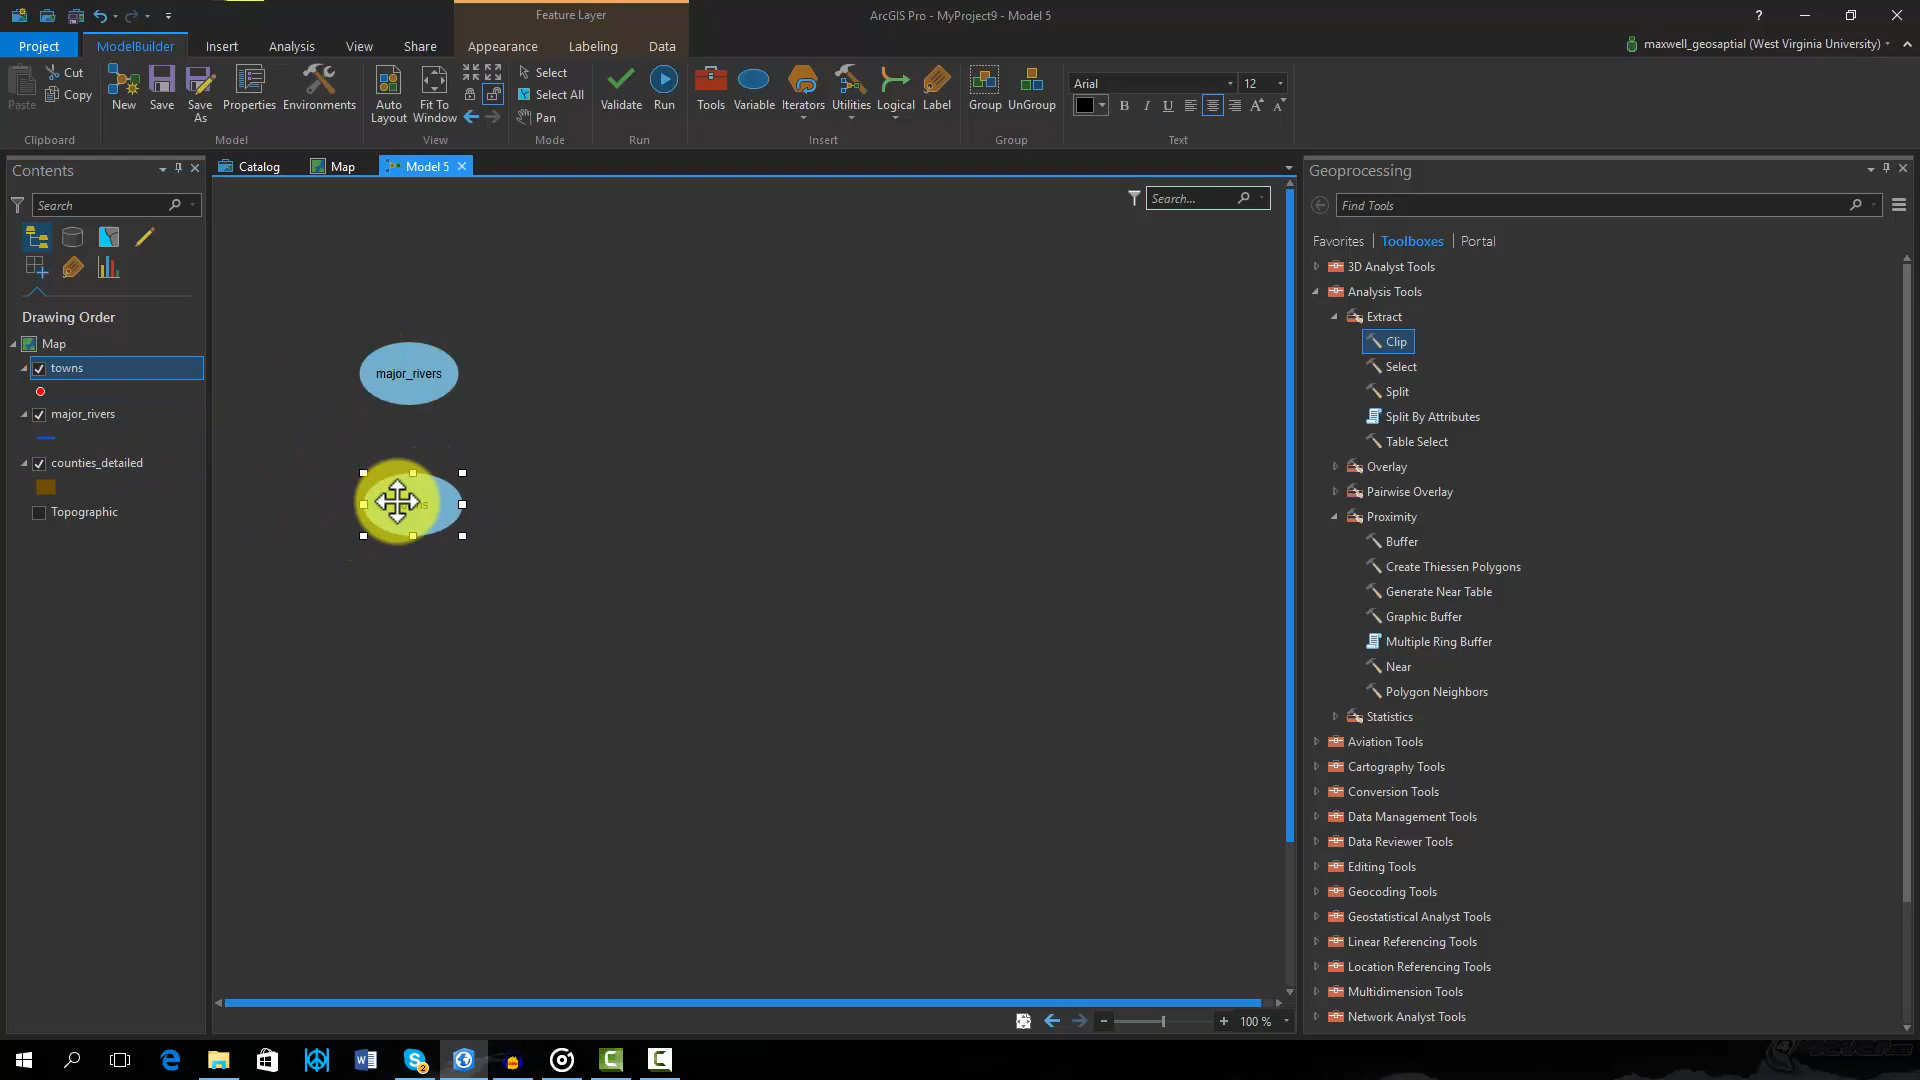 Feature Layer
ArcGIS Pro - MyProject9 - Model 5
?
Project
ModelBuilder
Insert
Analysis
View
Share
Appearance
Labeling
Data
maxwell_geosaptial (West Virginia University)
Paste
Cut
Copy
Clipboard
New
Save
Save As
Properties
Environments
Model
Auto Layout
Fit To Window
View
Select
Select All
Pan
Mode
Validate
Run
Run
Tools
Variable
Iterators
Utilities
Logical
Label
Insert
Group
UnGroup
Group
Arial
12
B I U
A A
Text
Contents
Catalog
Map
Model 5
Geoprocessing
Search
Search...
Find Tools
Favorites | Toolboxes | Portal
Drawing Order
Map
towns
major_rivers
counties_detailed
Topographic
major_rivers
3D Analyst Tools
Analysis Tools
Extract
Clip
Select
Split
Split By Attributes
Table Select
Overlay
Pairwise Overlay
Proximity
Buffer
Create Thiessen Polygons
Generate Near Table
Graphic Buffer
Multiple Ring Buffer
Near
Polygon Neighbors
Statistics
Aviation Tools
Cartography Tools
Conversion Tools
Data Management Tools
Data Reviewer Tools
Editing Tools
Geocoding Tools
Geostatistical Analyst Tools
Linear Referencing Tools
Location Referencing Tools
Multidimension Tools
Network Analyst Tools
100 %
2